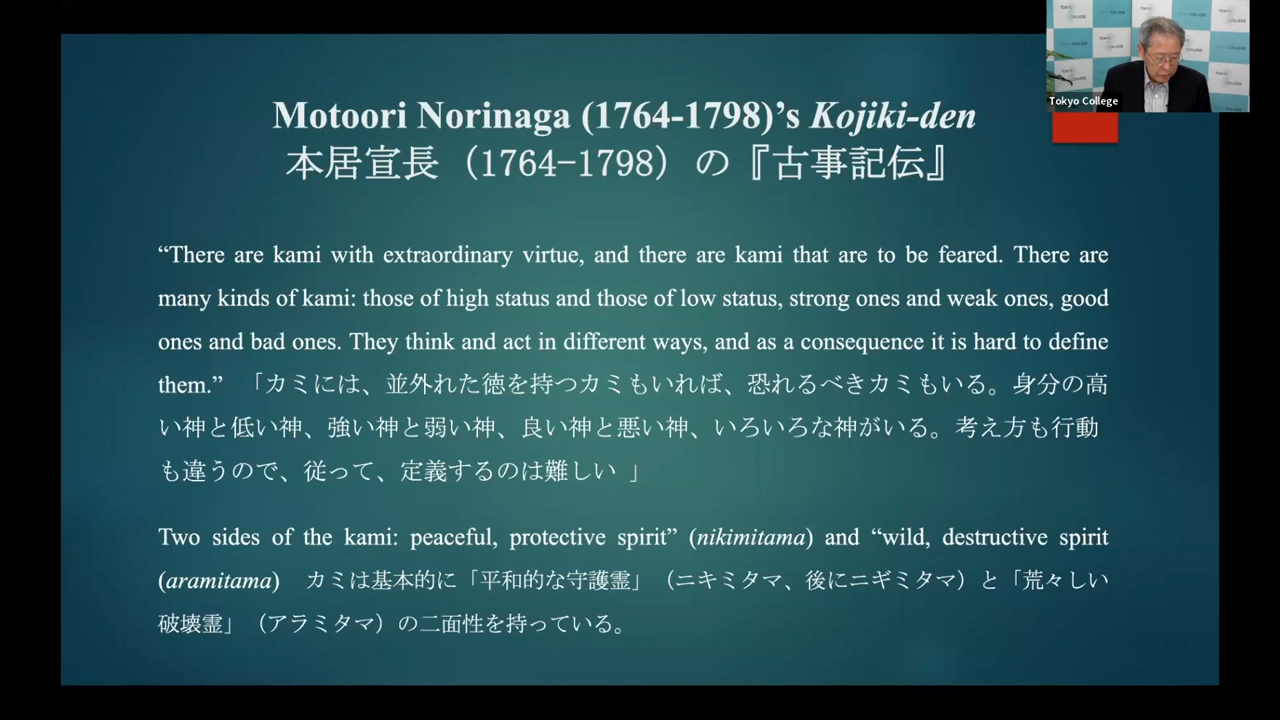 Motoori Norinaga (1764-1798)’s Kojiki-den
本居宣長（1764−1798）の『古事記伝』
“There are kami with extraordinary virtue, and there are kami that are to be feared. There are
many kinds of kami: those of high status and those of low status, strong ones and weak ones, good
ones and bad ones. They think and act in different ways, and as a consequence it is hard to define
them.” 「カミには、並外れた徳を持つカミもいれば、恐れるべきカミもいる。身分の高
い神と低い神、強い神と弱い神、良い神と悪い神、いろいろな神がいる。考え方も行動
も違うので、従って、定義するのは難しい 」
Two sides of the kami: peaceful, protective spirit” (nikimitama) and “wild, destructive spirit
(aramitama)　カミは基本的に「平和的な守護霊」（ニキミタマ、後にニギミタマ）と「荒々しい
破壊霊」（アラミタマ）の二面性を持っている。
TOKYO COLLEGE
Tokyo College